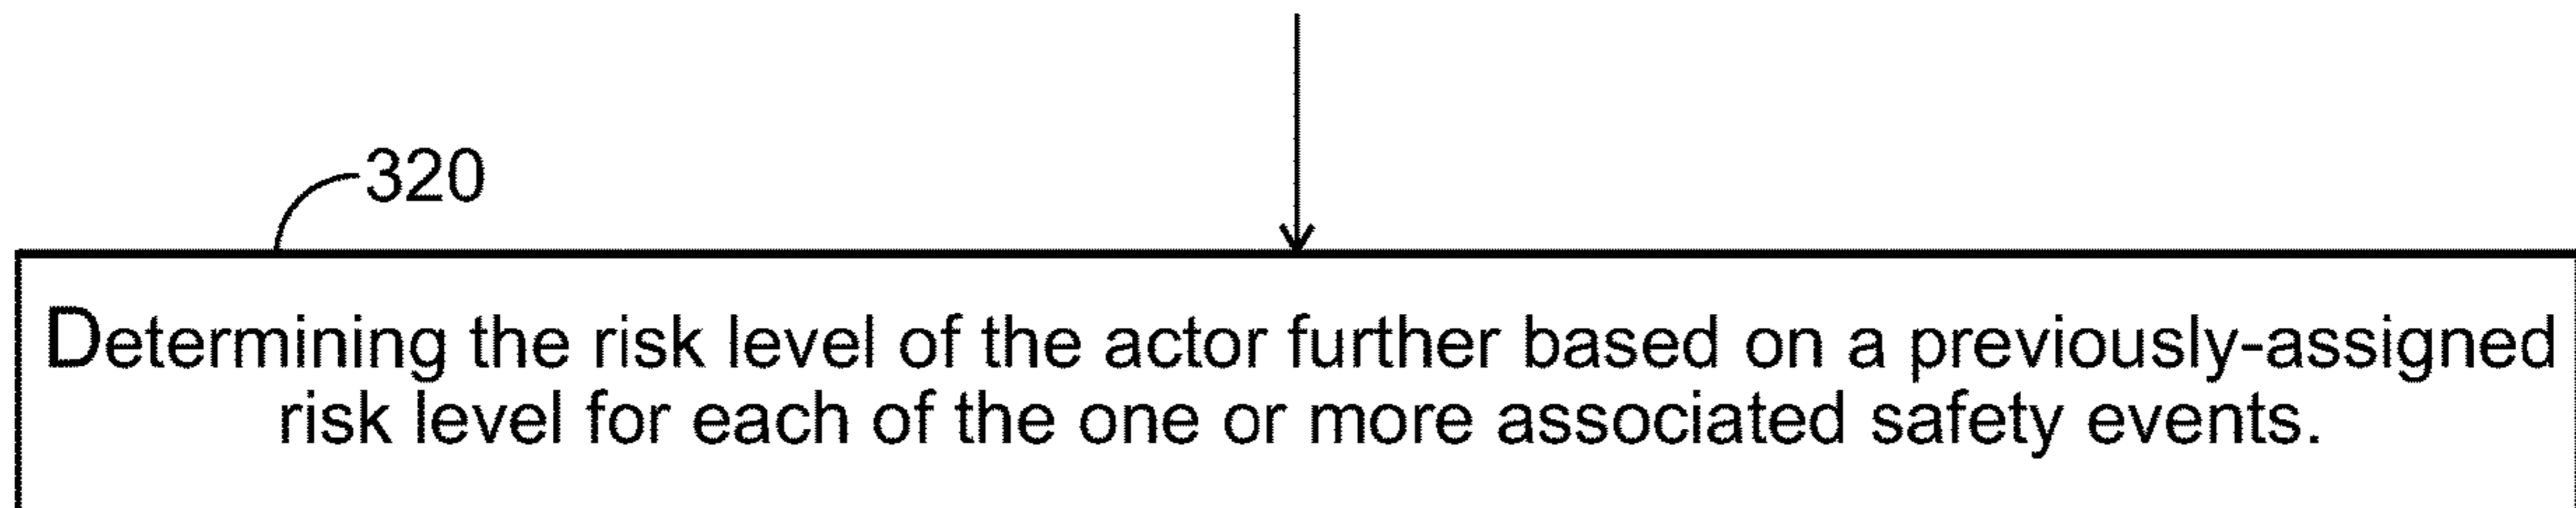 320
Determining the risk level of the actor further based on a previously-assigned
risk level for each of the one or more associated safety events.